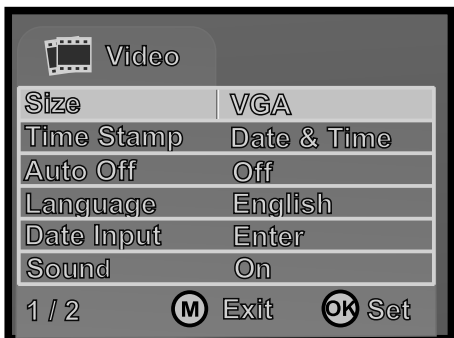 Video
Size VGA
Time Stamp Date & Time
Auto Off Off
Language English
Date Input Enter
Sound On
1 / 2 M Exit OK Set